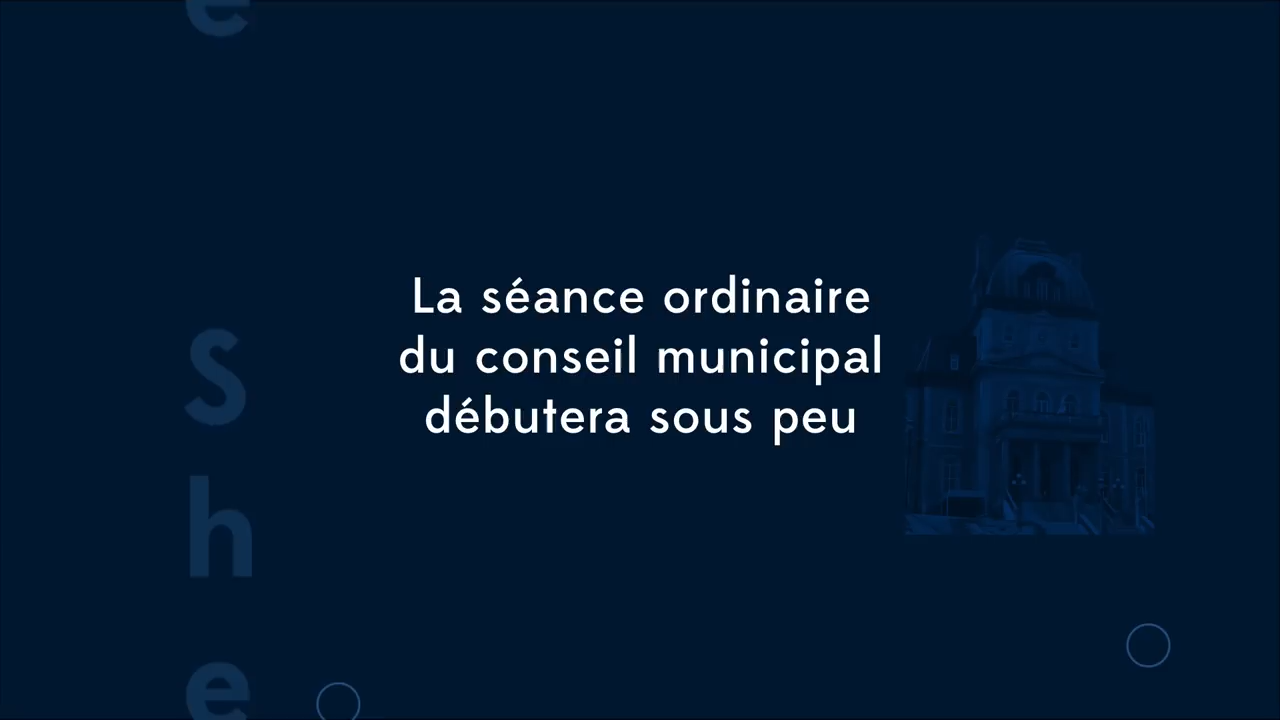 La séance ordinaire
du conseil municipal
débutera sous peu
e
s
h
e